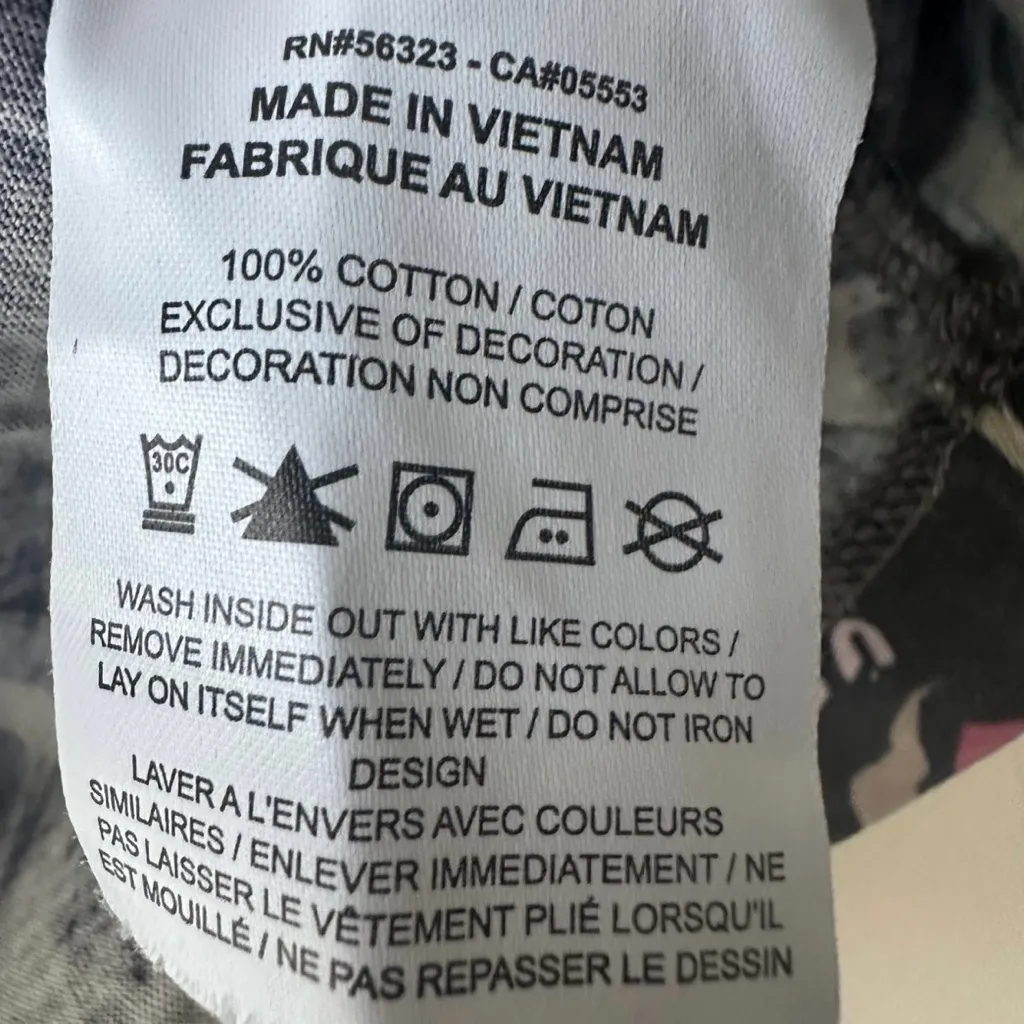 RN#56323 - CA#05553
MADE IN VIETNAM
FABRIQUE AU VIETNAM
100% COTTON / COTON
EXCLUSIVE OF DECORATION /
DECORATION NON COMPRISE
30C
WASH INSIDE OUT WITH LIKE COLORS /
REMOVE IMMEDIATELY / DO NOT ALLOW TO
LAY ON ITSELF WHEN WET / DO NOT IRON
DESIGN
LAVER A L'ENVERS AVEC COULEURS
SIMILAIRES / ENLEVER IMMEDIATEMENT / NE
PAS LAISSER LE VÊTEMENT PLIÉ LORSQU'IL
EST MOUILLÉ / NE PAS REPASSER LE DESSIN